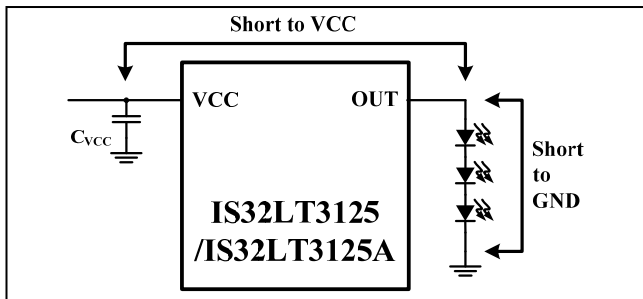 Short to VCC
VCC
OUT
CVCC
Short
to
GND
IS32LT3125
/IS32LT3125A